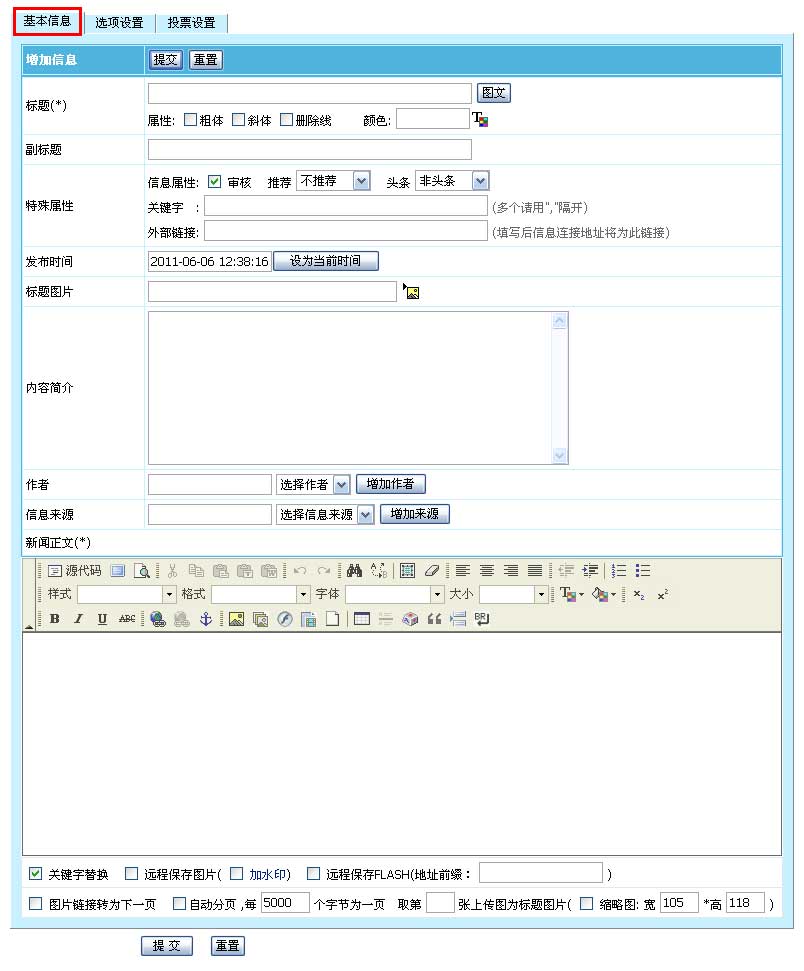 基本信息 选项设置 投票设置
增加信息 提交 重置
标题(*) 图文
属性: 粗体 斜体 删除线 颜色:
副标题
特殊属性
信息属性: 审核 推荐 不推荐 头条 非头条
关键字 : (多个请用","隔开)
外部链接: (填写后信息连接地址将为此链接)
发布时间 2011-06-06 12:38:16 设为当前时间
标题图片
内容简介
作者 选择作者 增加作者
信息来源 选择信息来源 增加来源
新闻正文(*)
源代码
样式 格式 字体 大小
B I U ABC BR
关键字替换 远程保存图片( 加水印) 远程保存FLASH(地址前缀: )
图片链接转为下一页 自动分页 ,每 5000 个字节为一页 取第 张上传图为标题图片( 缩略图: 宽 105 *高 118 )
提 交 重置